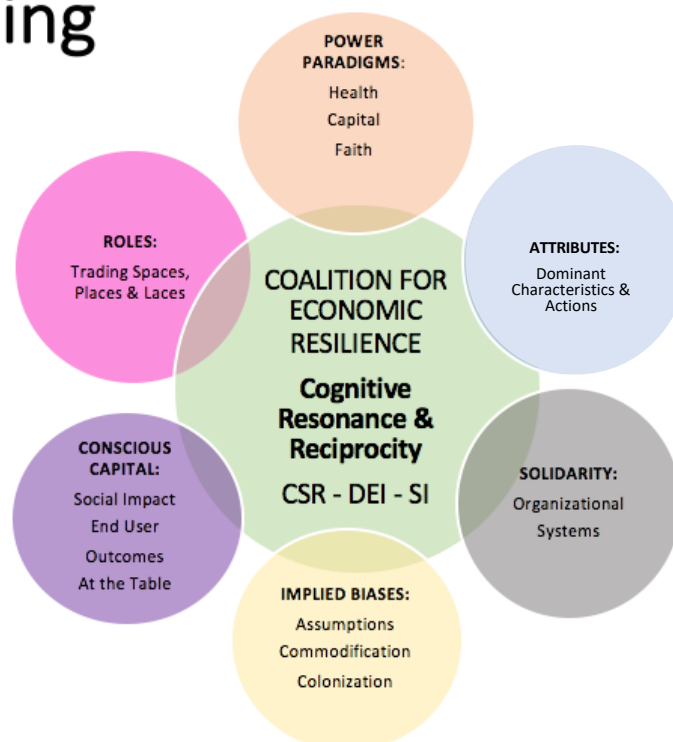 ing
POWER
PARADIGMS:
Health
Capital
Faith
ATTRIBUTES:
Dominant
Characteristics &
Actions
ROLES:
Trading Spaces,
Places & Laces
COALITION FOR
ECONOMIC
RESILIENCE
Cognitive
Resonance &
Reciprocity
CSR - DEI - SI
SOLIDARITY:
Organizational
Systems
CONSCIOUS
CAPITAL:
Social Impact
End User
Outcomes
At the Table
IMPLIED BIASES:
Assumptions
Commodification
Colonization